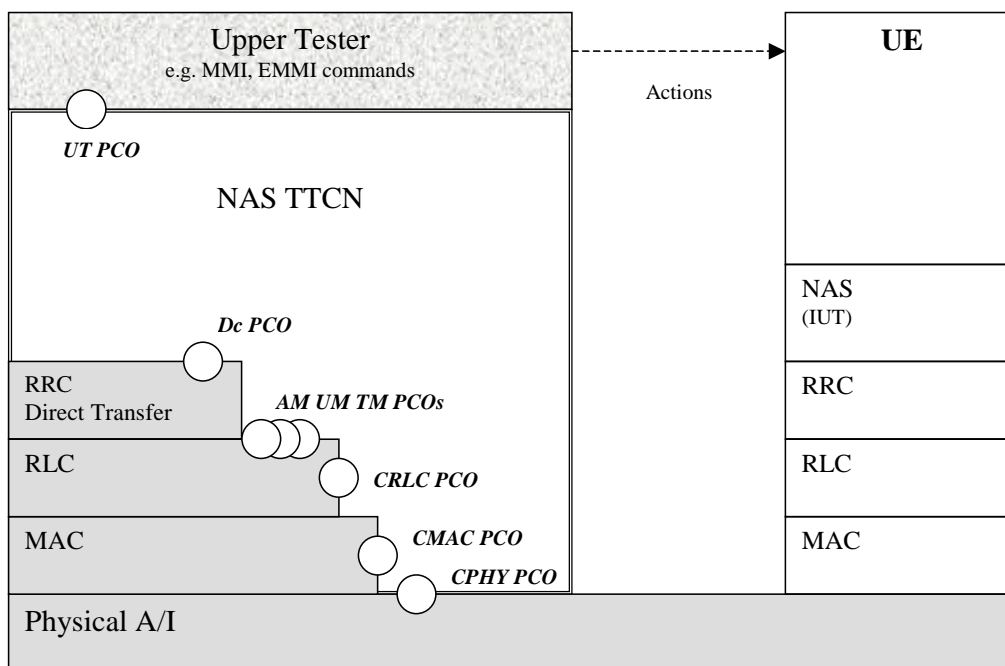 Upper Tester
e.g. MMI, EMMI commands
UE
Actions
UT PCO
NAS TTCN
NAS
(IUT)
Dc PCO
RRC
Direct Transfer
AM UM TM PCOs
RRC
RLC
CRLC PCO
RLC
MAC
CMAC PCO
MAC
CPHY PCO
Physical A/I